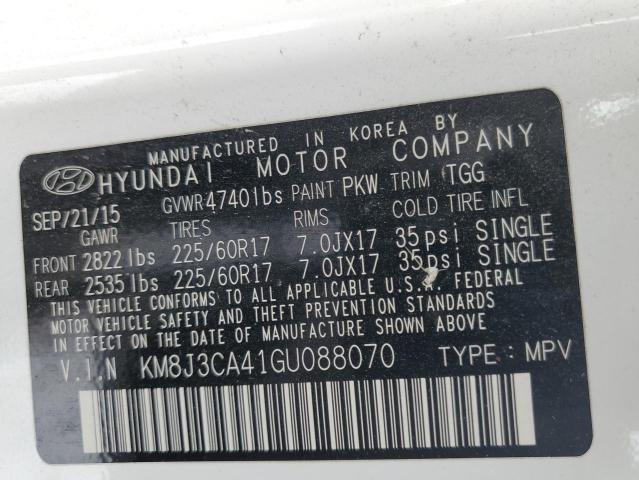 MANUFACTURED IN KOREA BY
HYUNDAI MOTOR COMPANY
SEP/21/15 GVWR 4740lbs PAINT PKW TRIM TGG
GAWR TIRES RIMS COLD TIRE INFL
FRONT 2822lbs 225/60R17 7.0JX17 35psi SINGLE
REAR 2535lbs 225/60R17 7.0JX17 35psi SINGLE
THIS VEHICLE CONFORMS TO ALL APPLICABLE U.S.A. FEDERAL
MOTOR VEHICLE SAFETY AND THEFT PREVENTION STANDARDS
IN EFFECT ON THE DATE OF MANUFACTURE SHOWN ABOVE.
V.I.N KM8J3CA41GU088070 TYPE: MPV